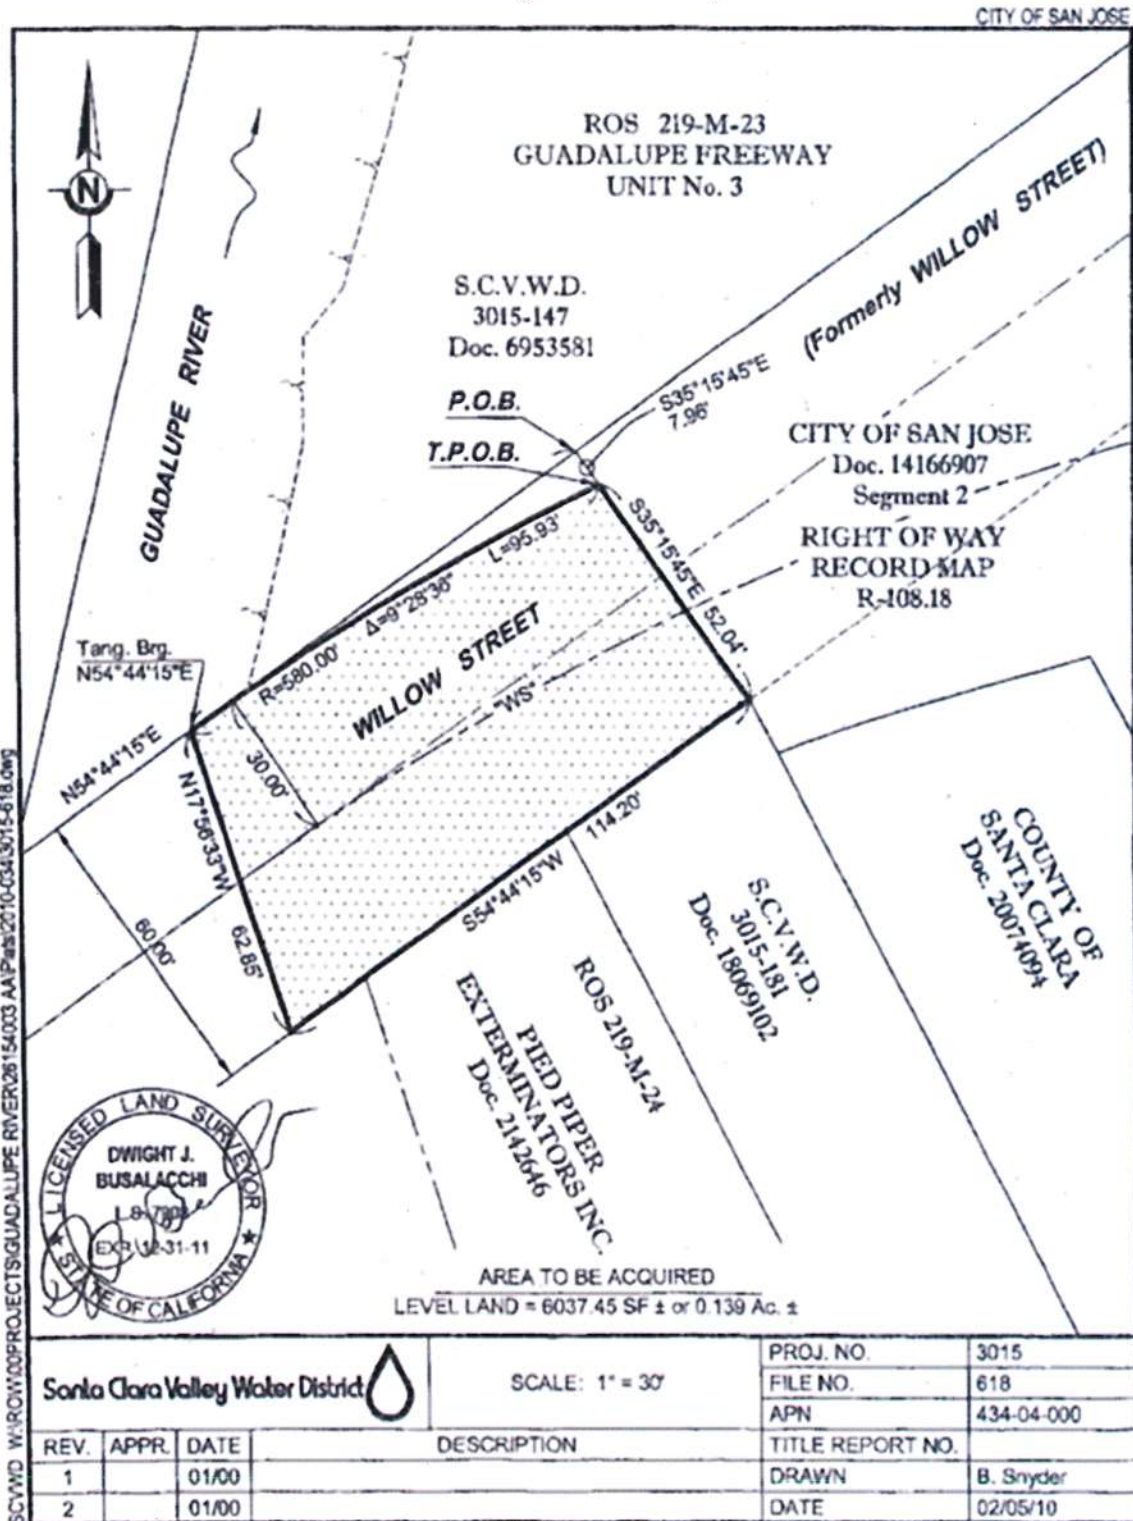 CITY OF SAN JOSE
N
ROS 219-M-23
GUADALUPE FREEWAY
UNIT No. 3
GUADALUPE RIVER
S.C.V.W.D.
3015-147
Doc. 6953581
(Formerly WILLOW STREET)
P.O.B.
T.P.O.B.
S35°15'45"E
7.96'
CITY OF SAN JOSE
Doc. 14166907
Segment 2
RIGHT OF WAY
RECORD MAP
R-108.18
S35°15'45"E 52.04'
R=580.00' Δ=9°28'36" L=95.93'
WILLOW STREET
"WS"
Tang. Brg.
N54°44'15"E
N54°44'15"E
30.00'
N17°56'33"W
62.85'
60.00'
S54°44'15"W 114.20'
COUNTY OF
SANTA CLARA
Doc. 20074094
S.C.V.W.D.
3015-181
Doc. 18069102
ROS 219-M-24
PIED PIPER
EXTERMINATORS INC.
Doc. 2142646
LICENSED LAND SURVEYOR
DWIGHT J.
BUSALACCHI
EXP. 12-31-11
STATE OF CALIFORNIA
AREA TO BE ACQUIRED
LEVEL LAND = 6037.45 SF ± or 0.139 Ac. ±
Santa Clara Valley Water District
SCALE: 1" = 30'
PROJ. NO. 3015
FILE NO. 618
APN 434-04-000
REV. APPR. DATE DESCRIPTION
TITLE REPORT NO.
1 01/00
DRAWN B. Snyder
2 01/00
DATE 02/05/10